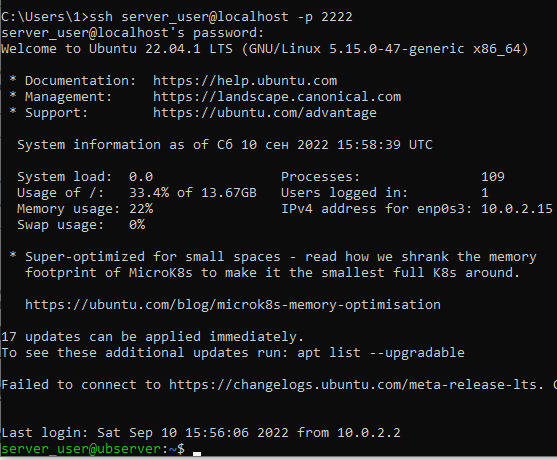 C:\Users\1>ssh server_user@localhost -p 2222
server_user@localhost's password:
Welcome to Ubuntu 22.04.1 LTS (GNU/Linux 5.15.0-47-generic x86_64)
* Documentation:  https://help.ubuntu.com
* Management:     https://landscape.canonical.com
* Support:        https://ubuntu.com/advantage
System information as of Сб 10 сен 2022 15:58:39 UTC
System load:  0.0                Processes:               109
Usage of /:   33.4% of 13.67GB   Users logged in:         1
Memory usage: 22%                IPv4 address for enp0s3: 10.0.2.15
Swap usage:   0%
* Super-optimized for small spaces - read how we shrank the memory
footprint of MicroK8s to make it the smallest full K8s around.
https://ubuntu.com/blog/microk8s-memory-optimisation
17 updates can be applied immediately.
To see these additional updates run: apt list --upgradable
Failed to connect to https://changelogs.ubuntu.com/meta-release-lts.
Last login: Sat Sep 10 15:56:06 2022 from 10.0.2.2
server_user@ubserver:~$